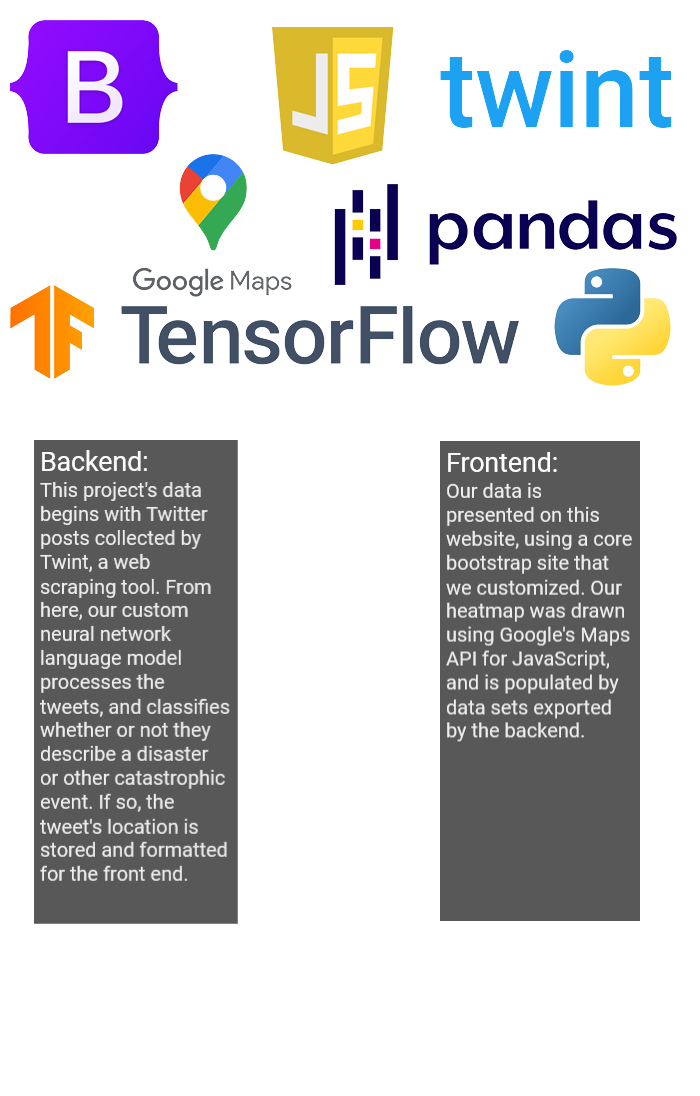 B
JS
twint
Google Maps
pandas
TensorFlow
Backend:
This project's data
begins with Twitter
posts collected by
Twint, a web
scraping tool. From
here, our custom
neural network
language model
processes the
tweets, and classifies
whether or not they
describe a disaster
or other catastrophic
event. If so, the
tweet's location is
stored and formatted
for the front end.
Frontend:
Our data is
presented on this
website, using a core
bootstrap site that
we customized. Our
heatmap was drawn
using Google's Maps
API for JavaScript,
and is populated by
data sets exported
by the backend.